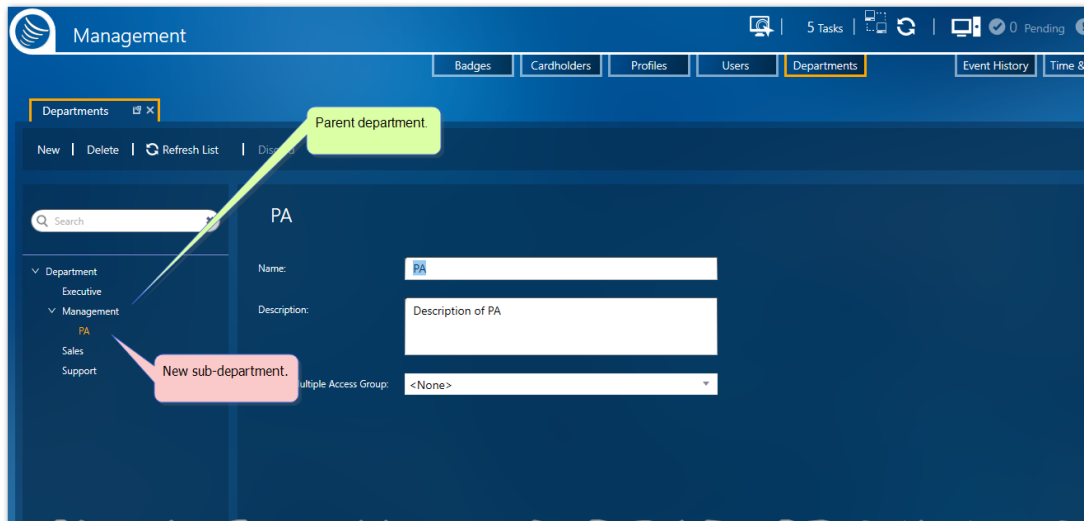 Management
5 Tasks
0 Pending
Badges
Cardholders
Profiles
Users
Departments
Event History
Time &
Departments
Parent department.
New
Delete
Refresh List
Search
PA
Department
Executive
Management
PA
Sales
Support
Name:
PA
Description:
Description of PA
New sub-department.
Multiple Access Group:
<None>